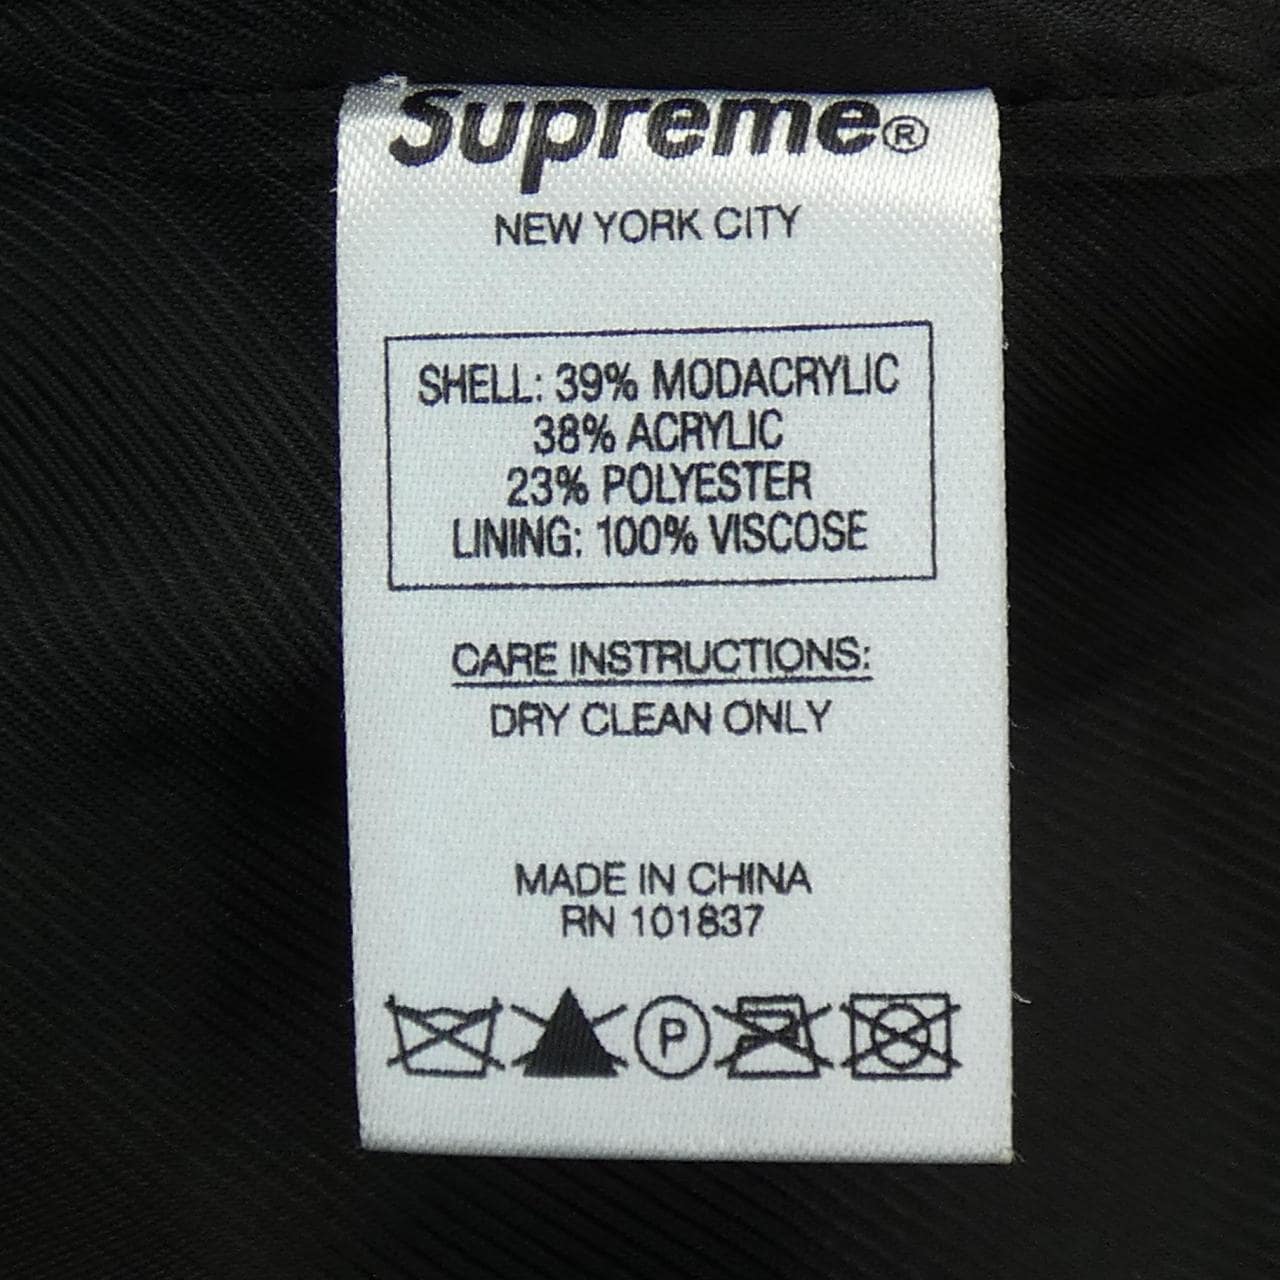 Supreme®
NEW YORK CITY
SHELL: 39% MODACRYLIC
38% ACRYLIC
23% POLYESTER
LINING: 100% VISCOSE
CARE INSTRUCTIONS:
DRY CLEAN ONLY
MADE IN CHINA
RN 101837
P